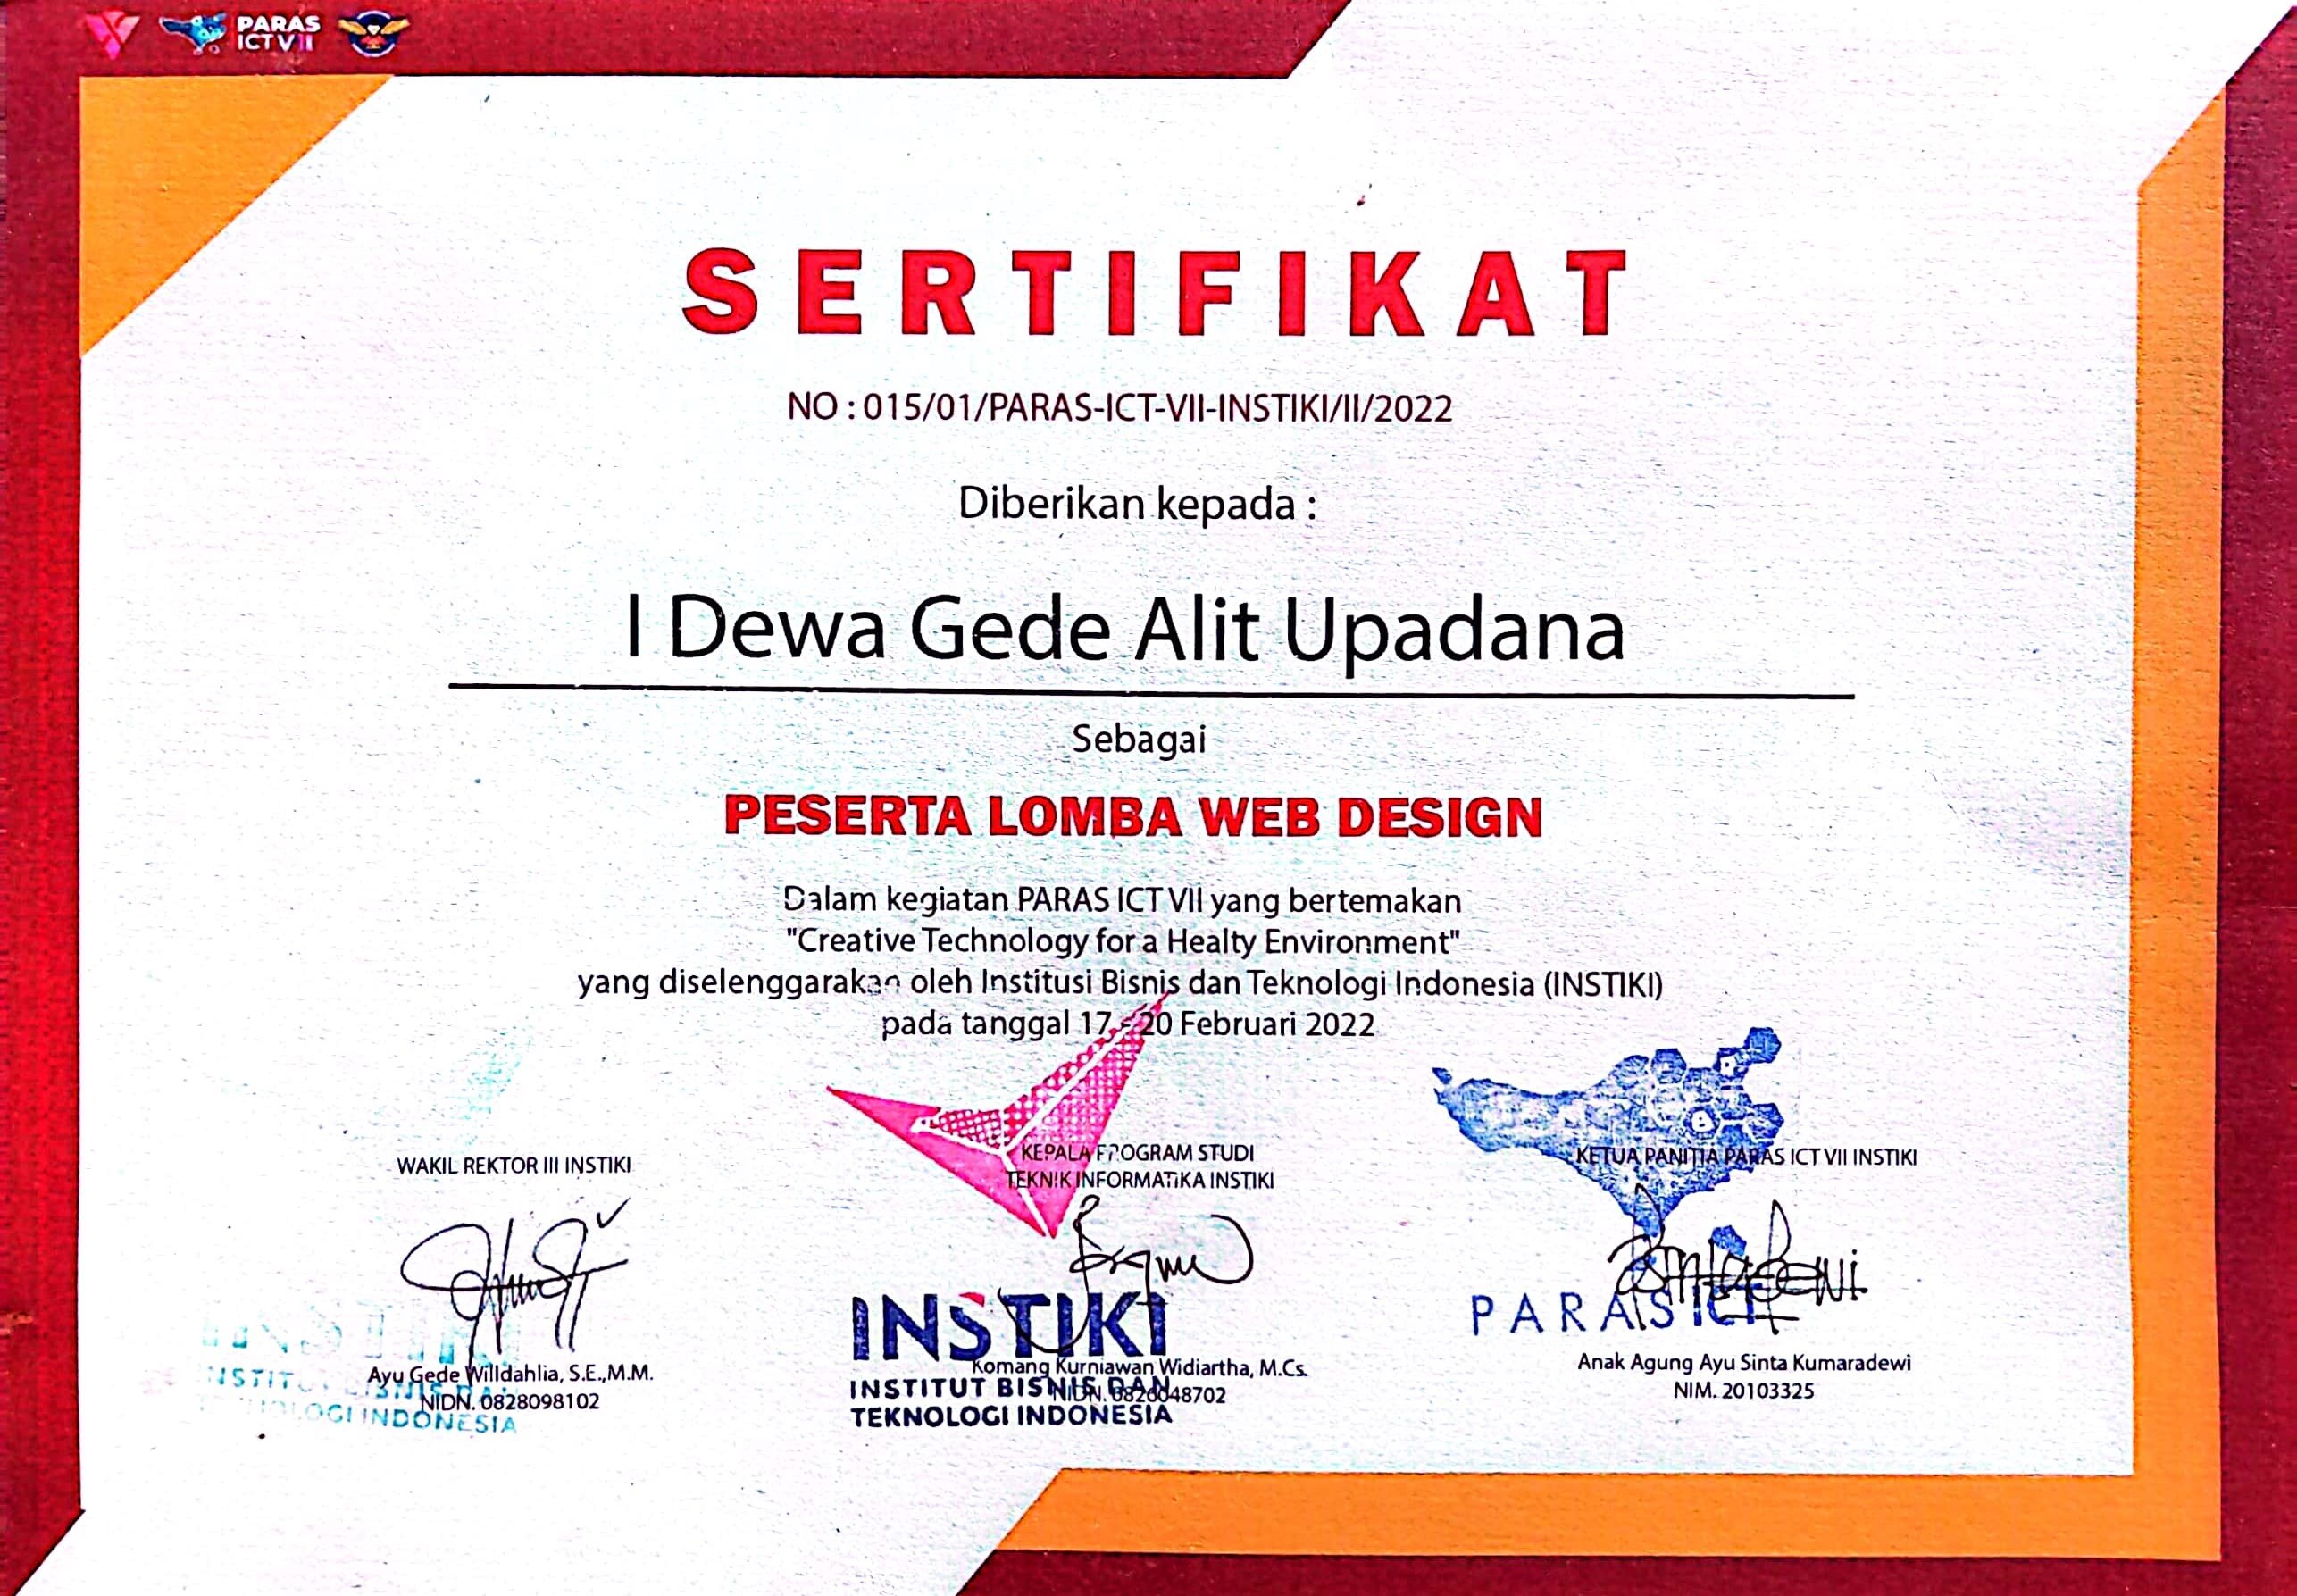 PARAS
ICT VII
SERTIFIKAT
NO : 015/01/PARAS-ICT-VII-INSTIKI/II/2022
Diberikan kepada :
I Dewa Gede Alit Upadana
Sebagai
PESERTA LOMBA WEB DESIGN
Dalam kegiatan PARAS ICT VII yang bertemakan
"Creative Technology for a Healty Environment"
yang diselenggarakan oleh Institusi Bisnis dan Teknologi Indonesia (INSTIKI)
pada tanggal 17 - 20 Februari 2022
WAKIL REKTOR III INSTIKI
INSTIKI
INSTITUT BISNIS DAN
TEKNOLOGI INDONESIA
Ayu Gede Willdahlia, S.E.,M.M.
NIDN. 0828098102
KEPALA PROGRAM STUDI
TEKNIK INFORMATIKA INSTIKI
INSTIKI
Komang Kurniawan Widiartha, M.Cs.
INSTITUT BISNIS DAN
NIDN. 0826048702
TEKNOLOGI INDONESIA
KETUA PANITIA PARAS ICT VII INSTIKI
PARAS ICT
Anak Agung Ayu Sinta Kumaradewi
NIM. 20103325